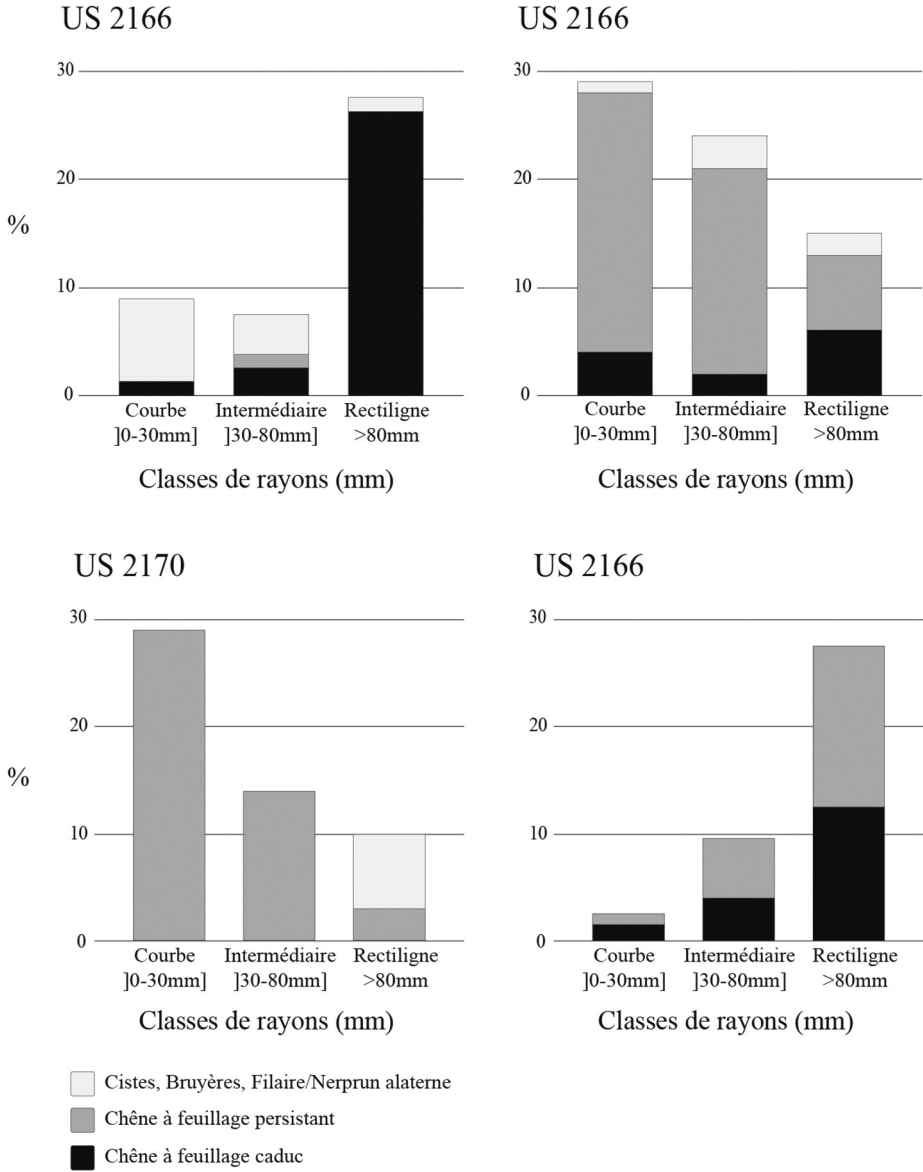 US 2166
30
20
%
10
0
Courbe
]0-30mm]
Intermédiaire
]30-80mm]
Rectiligne
>80mm
Classes de rayons (mm)
US 2166
30
20
10
0
Courbe
]0-30mm]
Intermédiaire
]30-80mm]
Rectiligne
>80mm
Classes de rayons (mm)
US 2170
30
20
%
10
0
Courbe
]0-30mm]
Intermédiaire
]30-80mm]
Rectiligne
>80mm
Classes de rayons (mm)
US 2166
30
20
10
0
Courbe
]0-30mm]
Intermédiaire
]30-80mm]
Rectiligne
>80mm
Classes de rayons (mm)
Cistes, Bruyères, Filaire/Nerprun alaterne
Chêne à feuillage persistant
Chêne à feuillage caduc